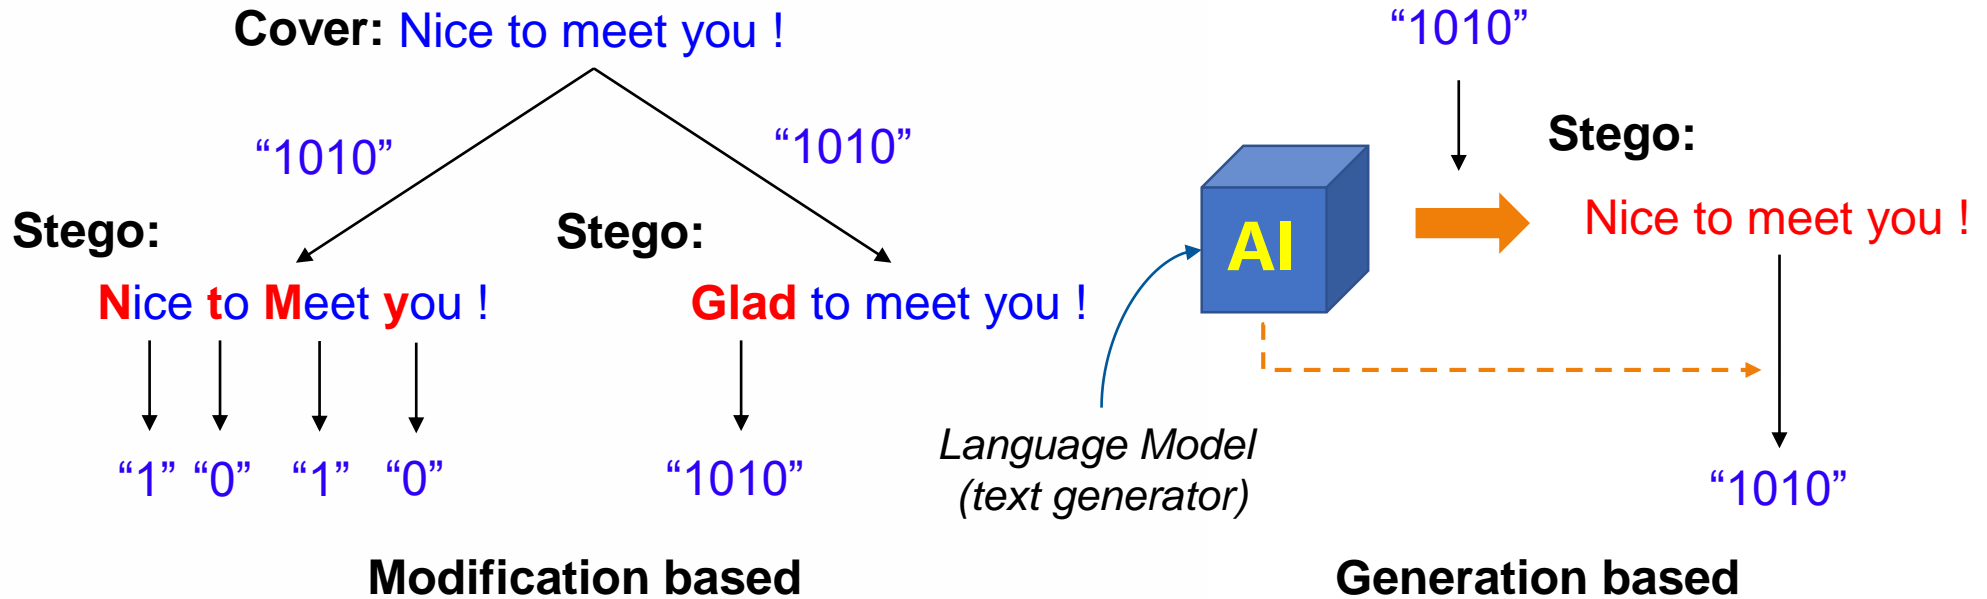 Cover: Nice to meet you !
“1010”
“1010”
Stego:
Nice to Meet you !
“1” “0” “1” “0”
Stego:
Glad to meet you !
“1010”
Modification based
“1010”
AI
Stego:
Nice to meet you !
Language Model
(text generator)
“1010”
Generation based